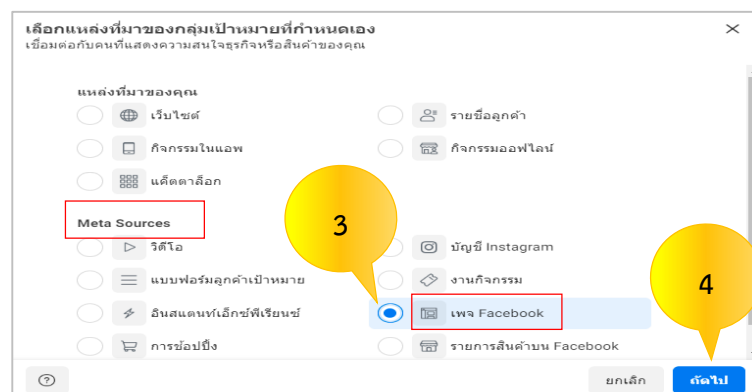 เลือกแหล่งที่มาของกลุ่มเป้าหมายที่กำหนดเอง
เชื่อมต่อกับคนที่แสดงความสนใจธุรกิจหรือสินค้าของคุณ
แหล่งที่มาของคุณ
เว็บไซต์
รายชื่อลูกค้า
กิจกรรมในแอพ
กิจกรรมออฟไลน์
แค็ตตาล็อก
Meta Sources
3
วิดีโอ
บัญชี Instagram
แบบฟอร์มลูกค้าเป้าหมาย
งานกิจกรรม
4
อินสแตนท์เอ็กซ์พีเรียนซ์
เพจ Facebook
การช้อปปิ้ง
รายการสินค้าบน Facebook
ยกเลิก
ถัดไป